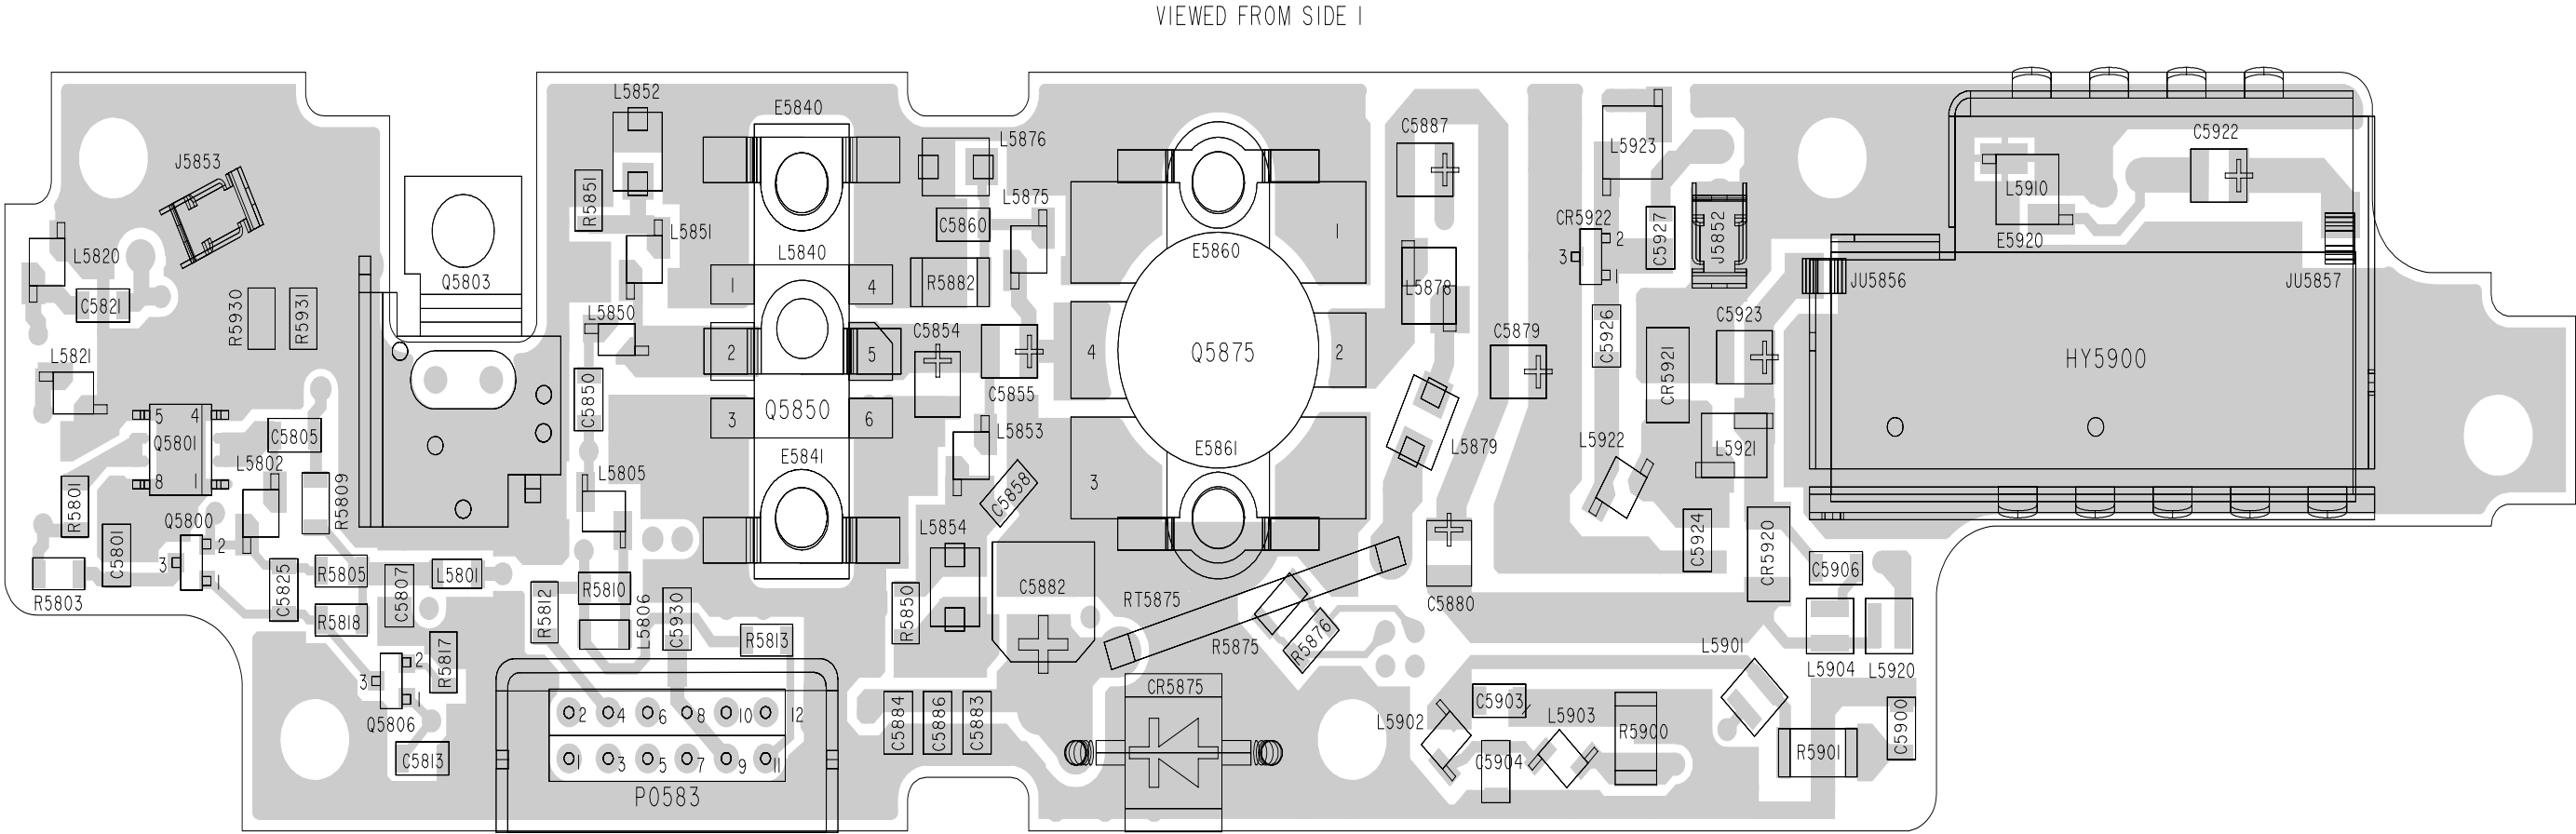 VIEWED FROM SIDE 1
L5852
E5840
L5876
C5887
L5923
C5922
J5853
R5851
L5875
L5910
L5820
L5851
C5860
CR5922
2
C5927
J5852
1
E5920
L5840
E5860
3
1
Q5803
1
4
R5882
L5878
JU5856
JU5857
C5821
R5930
R5931
L5850
C5854
C5879
C5926
C5923
2
5
4
Q5875
2
HY5900
L5821
C5850
C5855
CR5921
5
4
Q5850
3
6
Q5801
C5805
L5853
L5879
L5922
L5921
L5802
E5841
E5861
8
1
L5805
3
R5801
R5809
C5858
Q5800
L5854
C5924
CR5920
2
3
1
C5801
C5825
R5805
C5807
L5801
R5810
C5882
C5906
R5803
R5818
R5812
L5806
C5930
R5850
RT5875
C5880
R5813
R5875
R5876
L5901
L5904
L5920
2
3
1
R5817
CR5875
Q5806
2
4
6
8
10
12
C5884
C5886
C5883
L5902
C5903
L5903
R5900
C5900
C5813
1
3
5
7
9
11
C5904
R5901
P0583